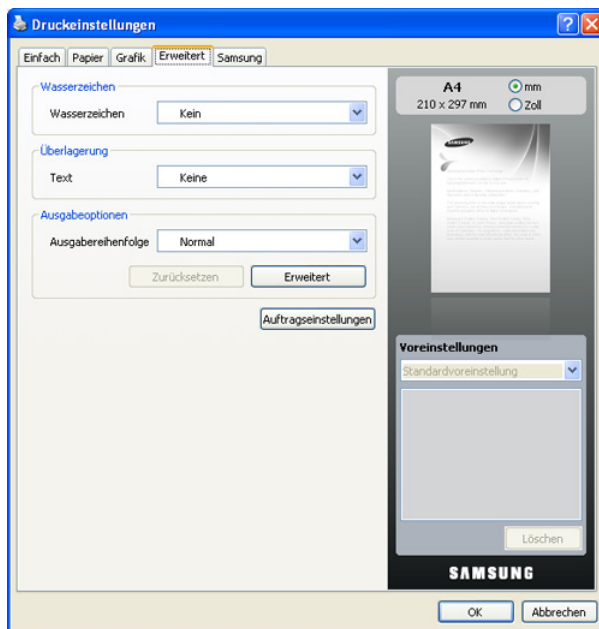 Druckeinstellungen
Einfach Papier Grafik Erweitert Samsung
Wasserzeichen
Wasserzeichen Kein
Überlagerung
Text Keine
Ausgabeoptionen
Ausgabereihenfolge Normal
Zurücksetzen Erweitert
Auftragseinstellungen
A4
210 x 297 mm
mm
Zoll
SAMSUNG
Voreinstellungen
Standardvoreinstellung
Löschen
SAMSUNG
OK Abbrechen